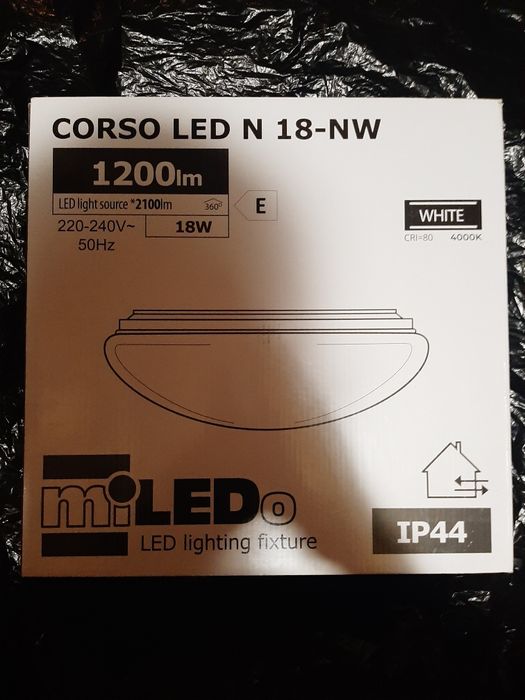 CORSO LED N 18-NW
1200lm
LED light source *2100lm 360°
E
220-240V~ 18W
50Hz
WHITE
CRI=80 4000K
miLEDo
LED lighting fixture
IP44